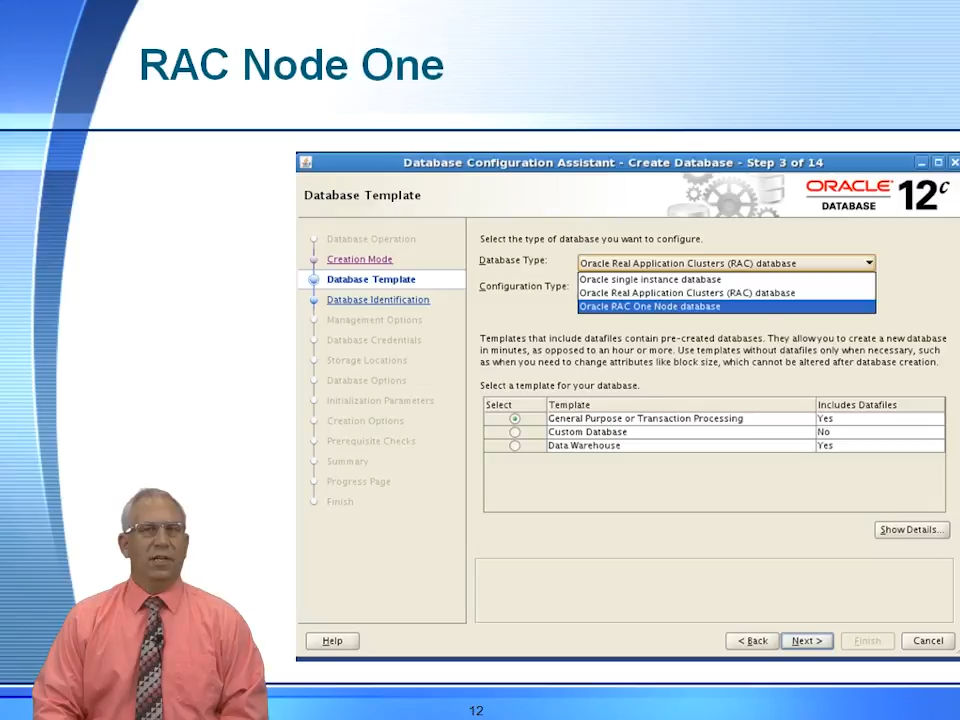 RAC Node One
Database Configuration Assistant - Create Database - Step 3 of 14
Database Template
ORACLE 12c
DATABASE
Database Operation
Creation Mode
Database Template
Database Identification
Management Options
Database Credentials
Storage Locations
Database Options
Initialization Parameters
Creation Options
Prerequisite Checks
Summary
Progress Page
Finish
Select the type of database you want to configure.
Database Type: Oracle Real Application Clusters (RAC) database
Oracle single instance database
Configuration Type: Oracle Real Application Clusters (RAC) database
Oracle RAC One Node database
Templates that include datafiles contain pre-created databases. They allow you to create a new database
in minutes, as opposed to an hour or more. Use templates without datafiles only when necessary, such
as when you need to change attributes like block size, which cannot be altered after database creation.
Select a template for your database.
Select Template Includes Datafiles
General Purpose or Transaction Processing Yes
Custom Database No
Data Warehouse Yes
Show Details...
Help < Back Next > Finish Cancel
12